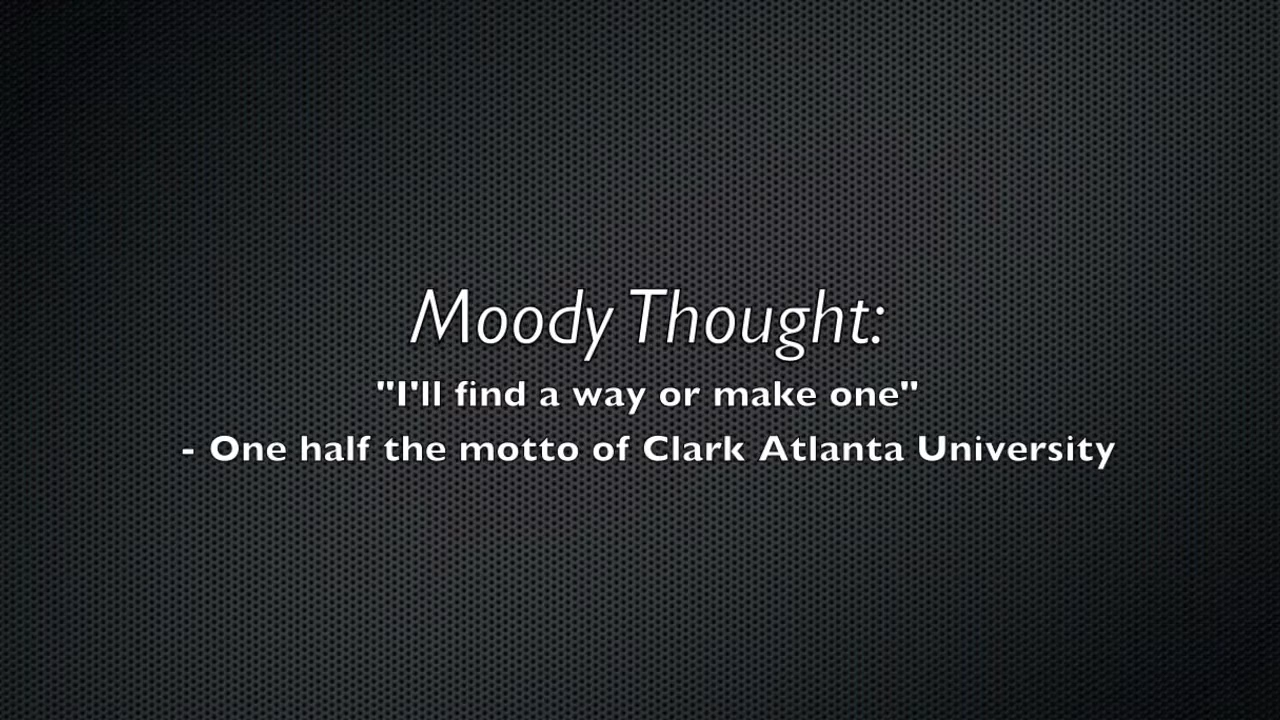 Moody Thought:
"I'll find a way or make one"
- One half the motto of Clark Atlanta University